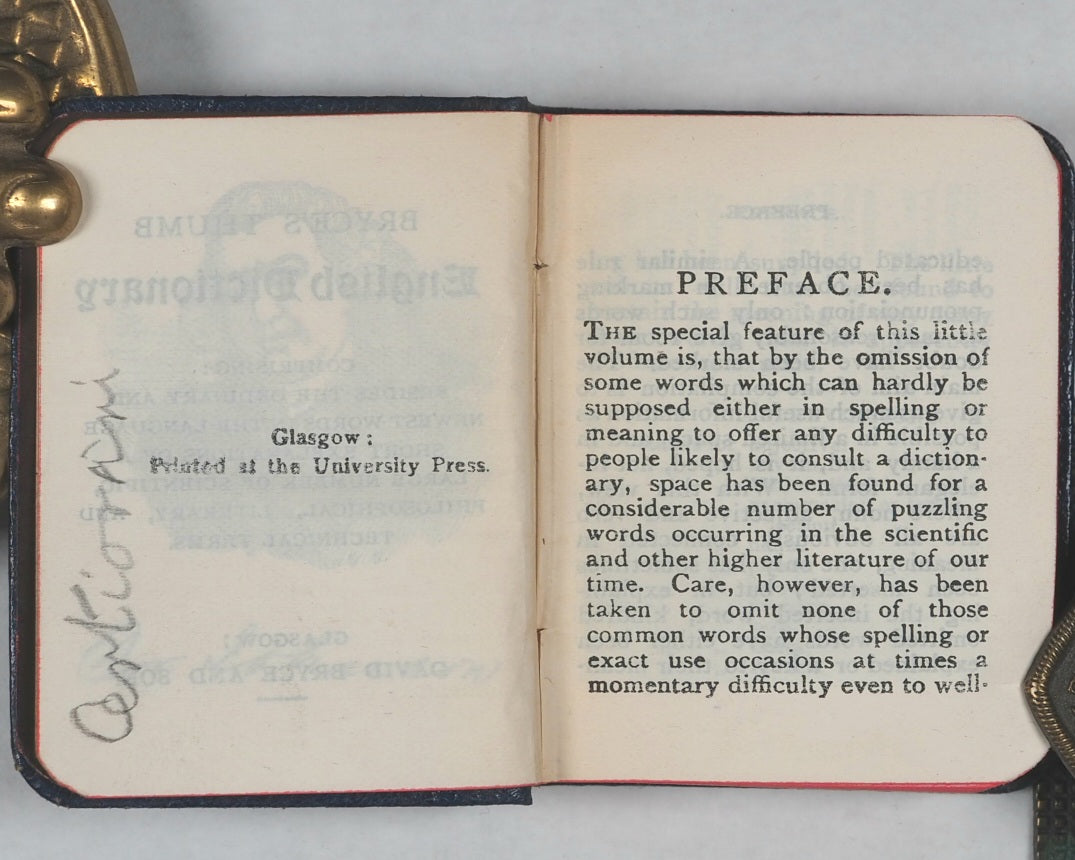 Glasgow:
Printed at the University Press.
PREFACE.
THE special feature of this little
volume is, that by the omission of
some words which can hardly be
supposed either in spelling or
meaning to offer any difficulty to
people likely to consult a diction-
ary, space has been found for a
considerable number of puzzling
words occurring in the scientific
and other higher literature of our
time. Care, however, has been
taken to omit none of those
common words whose spelling or
exact use occasions at times a
momentary difficulty even to well-